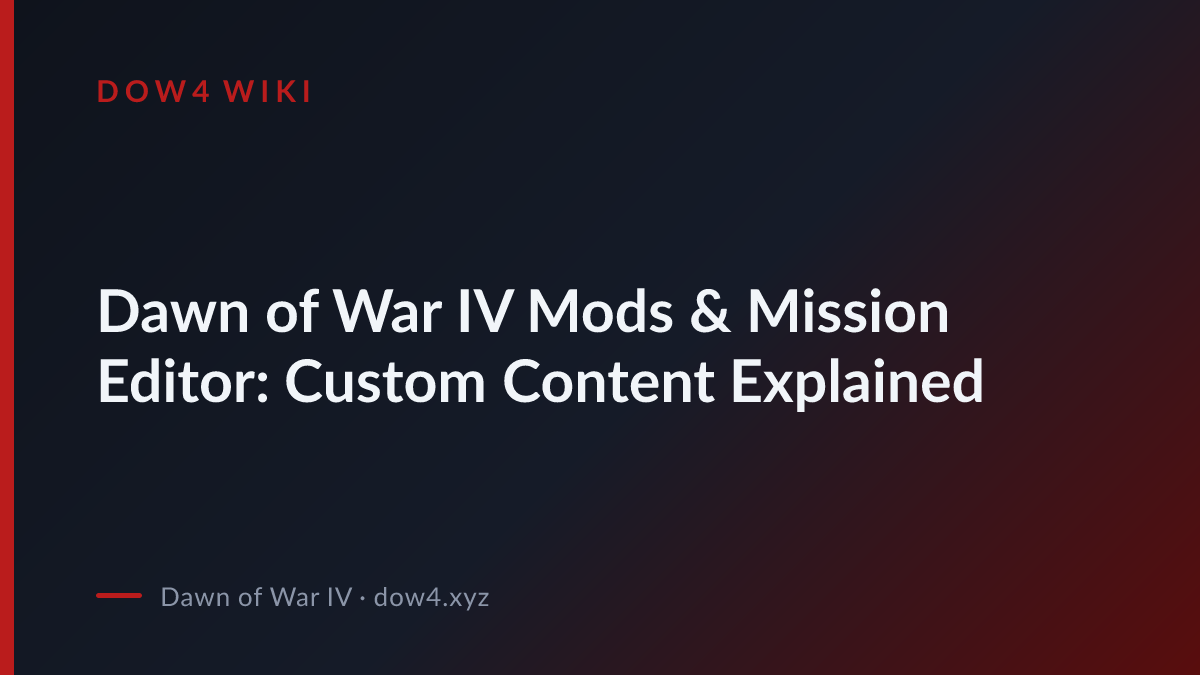 DOW4 WIKI
Dawn of War IV Mods & Mission
Editor: Custom Content Explained
Dawn of War IV · dow4.xyz